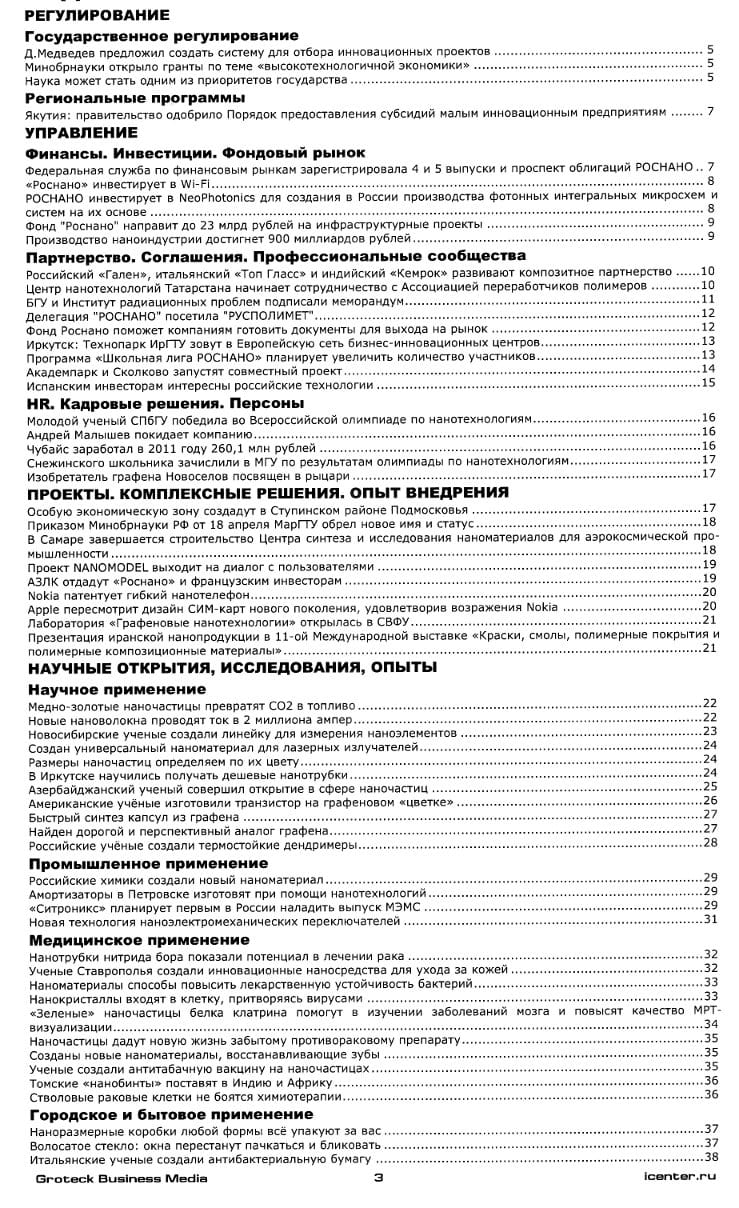 РЕГУЛИРОВАНИЕ
Государственное регулирование
Д.Медведев предложил создать систему для отбора инновационных проектов ........ 5
Минобрнауки открыло гранты по теме «высокотехнологичной экономики» ........ 5
Наука может стать одним из приоритетов государства ........ 5
Региональные программы
Якутия: правительство одобрило Порядок предоставления субсидий малым инновационным предприятиям ........ 7
УПРАВЛЕНИЕ
Финансы. Инвестиции. Фондовый рынок
Федеральная служба по финансовым рынкам зарегистрировала 4 и 5 выпуски и проспект облигаций РОСНАНО .. 7
«Роснано» инвестирует в Wi-Fi ........ 8
РОСНАНО инвестирует в NeoPhotonics для создания в России производства фотонных интегральных микросхем и
систем на их основе ........ 8
Фонд "Роснано" направит до 23 млрд рублей на инфраструктурные проекты ........ 9
Производство наноиндустрии достигнет 900 миллиардов рублей ........ 9
Партнерство. Соглашения. Профессиональные сообщества
Российский «Гален», итальянский «Топ Гласс» и индийский «Кемрок» развивают композитное партнерство ......10
Центр нанотехнологий Татарстана начинает сотрудничество с Ассоциацией переработчиков полимеров ........10
БГУ и Институт радиационных проблем подписали меморандум ........11
Делегация "РОСНАНО" посетила "РУСПОЛИМЕТ" ........12
Фонд Роснано поможет компаниям готовить документы для выхода на рынок ........12
Иркутск: Технопарк ИрГТУ зовут в Европейскую сеть бизнес-инновационных центров ........13
Программа «Школьная лига РОСНАНО» планирует увеличить количество участников ........13
Академпарк и Сколково запустят совместный проект ........14
Испанским инвесторам интересны российские технологии ........15
HR. Кадровые решения. Персоны
Молодой ученый СПбГУ победила во Всероссийской олимпиаде по нанотехнологиям ........16
Андрей Малышев покидает компанию ........16
Чубайс заработал в 2011 году 260,1 млн рублей ........16
Снежинского школьника зачислили в МГУ по результатам олимпиады по нанотехнологиям ........17
Изобретатель графена Новоселов посвящен в рыцари ........17
ПРОЕКТЫ. КОМПЛЕКСНЫЕ РЕШЕНИЯ. ОПЫТ ВНЕДРЕНИЯ
Особую экономическую зону создадут в Ступинском районе Подмосковья ........17
Приказом Минобрнауки РФ от 18 апреля МарГТУ обрел новое имя и статус ........18
В Самаре завершается строительство Центра синтеза и исследования наноматериалов для аэрокосмической про-
мышленности ........18
Проект NANOMODEL выходит на диалог с пользователями ........19
АЗЛК отдадут «Роснано» и французским инвесторам ........19
Nokia патентует гибкий нанотелефон ........20
Apple пересмотрит дизайн СИМ-карт нового поколения, удовлетворив возражения Nokia ........20
Лаборатория «Графеновые нанотехнологии» открылась в СВФУ ........21
Презентация иранской нанопродукции в 11-ой Международной выставке «Краски, смолы, полимерные покрытия и
полимерные композиционные материалы» ........21
НАУЧНЫЕ ОТКРЫТИЯ, ИССЛЕДОВАНИЯ, ОПЫТЫ
Научное применение
Медно-золотые наночастицы превратят CO2 в топливо ........22
Новые нановолокна проводят ток в 2 миллиона ампер ........22
Новосибирские ученые создали линейку для измерения наноэлементов ........23
Создан универсальный наноматериал для лазерных излучателей ........24
Размеры наночастиц определяем по их цвету ........24
В Иркутске научились получать дешевые нанотрубки ........24
Азербайджанский ученый совершил открытие в сфере наночастиц ........25
Американские учёные изготовили транзистор на графеновом «цветке» ........26
Быстрый синтез капсул из графена ........27
Найден дорогой и перспективный аналог графена ........27
Российские учёные создали термостойкие дендримеры ........28
Промышленное применение
Российские химики создали новый наноматериал ........29
Амортизаторы в Петровске изготовят при помощи нанотехнологий ........29
«Ситроникс» планирует первым в России наладить выпуск МЭМС ........29
Новая технология наноэлектромеханических переключателей ........31
Медицинское применение
Нанотрубки нитрида бора показали потенциал в лечении рака ........32
Ученые Ставрополья создали инновационные наносредства для ухода за кожей ........32
Наноматериалы способы повысить лекарственную устойчивость бактерий ........33
Нанокристаллы входят в клетку, притворяясь вирусами ........33
«Зеленые» наночастицы белка клатрина помогут в изучении заболеваний мозга и повысят качество МРТ-
визуализации ........34
Наночастицы дадут новую жизнь забытому противораковому препарату ........35
Созданы новые наноматериалы, восстанавливающие зубы ........35
Ученые создали антитабачную вакцину на наночастицах ........35
Томские «нанобинты» поставят в Индию и Африку ........36
Стволовые раковые клетки не боятся химиотерапии ........36
Городское и бытовое применение
Наноразмерные коробки любой формы всё упакуют за вас ........37
Волосатое стекло: окна перестанут пачкаться и бликовать ........37
Итальянские ученые создали антибактериальную бумагу ........38
Groteck Business Media 3 icenter.ru